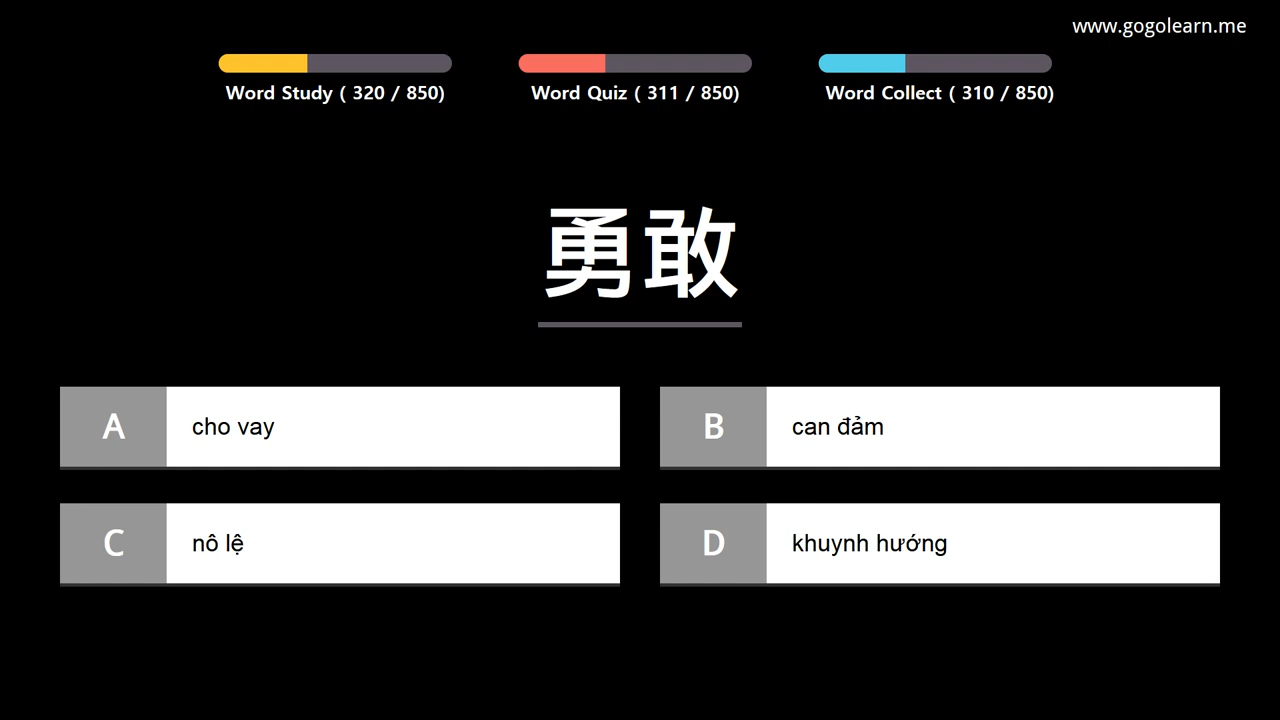 www.gogolearn.me
Word Study ( 320 / 850)
Word Quiz ( 311 / 850)
Word Collect ( 310 / 850)
勇敢
A cho vay
B can đảm
C nô lệ
D khuynh hướng